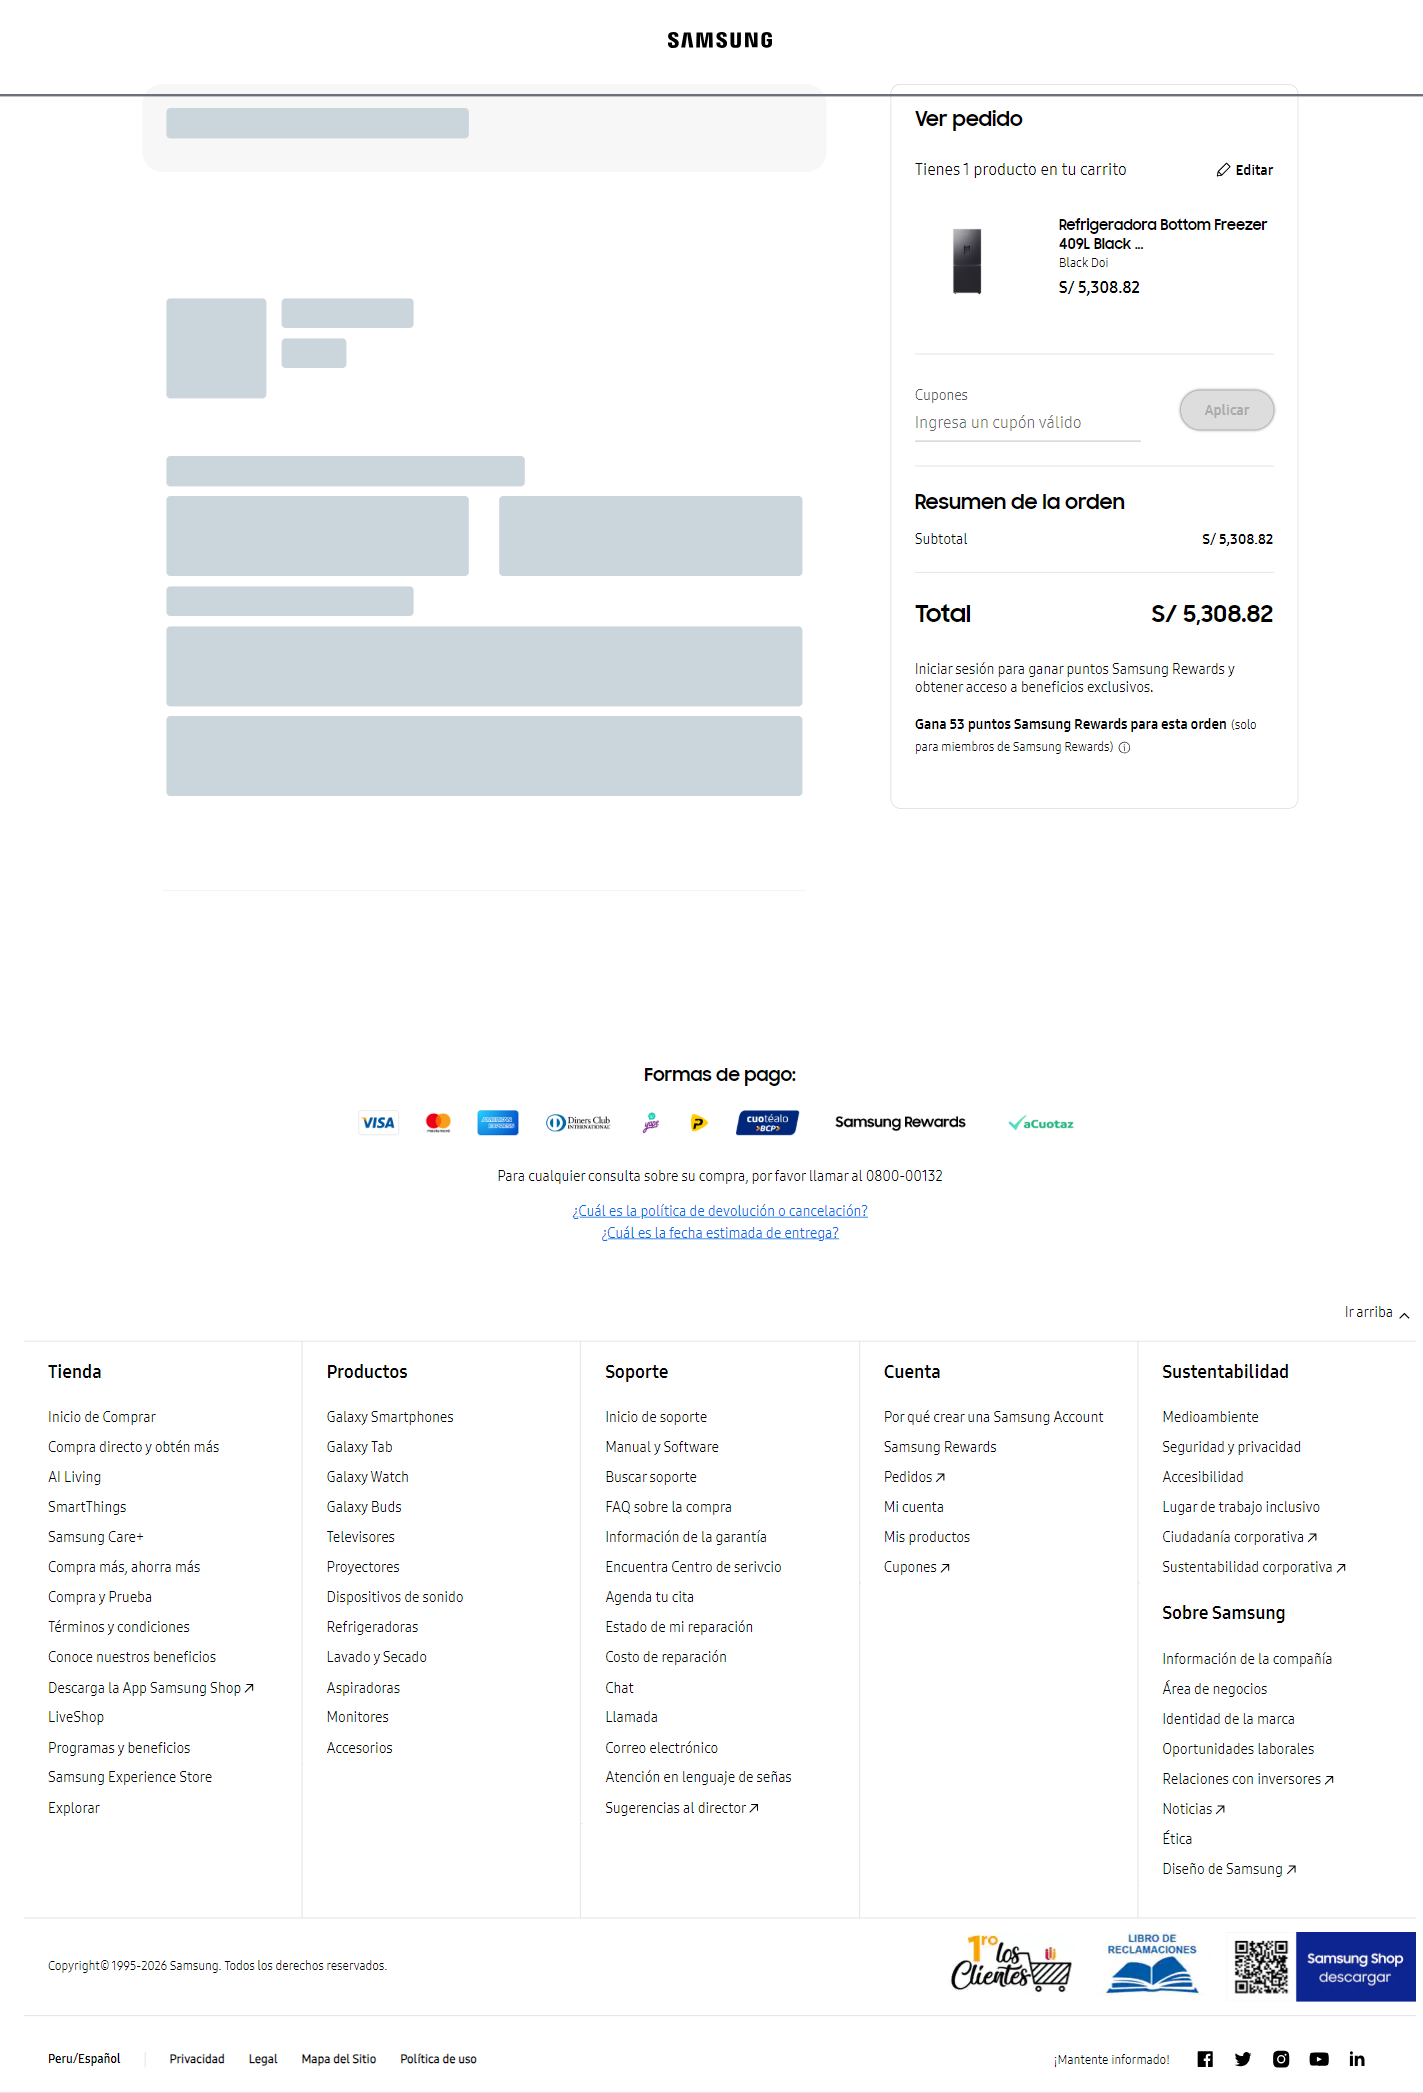 SAMSUNG
Ver pedido
Tienes 1 producto en tu carrito
Editar
Refrigeradora Bottom Freezer
409L Black ...
Black Doi
S/ 5,308.82
Cupones
Ingresa un cupón válido
Aplicar
Resumen de la orden
Subtotal
S/ 5,308.82
Total
S/ 5,308.82
Iniciar sesión para ganar puntos Samsung Rewards y
obtener acceso a beneficios exclusivos.
Gana 53 puntos Samsung Rewards para esta orden (solo
para miembros de Samsung Rewards)
Formas de pago:
VISA
AMERICAN EXPRESS
Diners Club
INTERNATIONAL
yape
cuotéalo
BCP
Samsung Rewards
aCuotaz
Para cualquier consulta sobre su compra, por favor llamar al 0800-00132
¿Cuál es la política de devolución o cancelación?
¿Cuál es la fecha estimada de entrega?
Ir arriba
Tienda
Inicio de Comprar
Compra directo y obtén más
AI Living
SmartThings
Samsung Care+
Compra más, ahorra más
Compra y Prueba
Términos y condiciones
Conoce nuestros beneficios
Descarga la App Samsung Shop
LiveShop
Programas y beneficios
Samsung Experience Store
Explorar
Productos
Galaxy Smartphones
Galaxy Tab
Galaxy Watch
Galaxy Buds
Televisores
Proyectores
Dispositivos de sonido
Refrigeradoras
Lavado y Secado
Aspiradoras
Monitores
Accesorios
Soporte
Inicio de soporte
Manual y Software
Buscar soporte
FAQ sobre la compra
Información de la garantía
Encuentra Centro de serivcio
Agenda tu cita
Estado de mi reparación
Costo de reparación
Chat
Llamada
Correo electrónico
Atención en lenguaje de señas
Sugerencias al director
Cuenta
Por qué crear una Samsung Account
Samsung Rewards
Pedidos
Mi cuenta
Mis productos
Cupones
Sustentabilidad
Medioambiente
Seguridad y privacidad
Accesibilidad
Lugar de trabajo inclusivo
Ciudadanía corporativa
Sustentabilidad corporativa
Sobre Samsung
Información de la compañía
Área de negocios
Identidad de la marca
Oportunidades laborales
Relaciones con inversores
Noticias
Ética
Diseño de Samsung
Copyright© 1995-2026 Samsung. Todos los derechos reservados.
1ro los
Clientes
LIBRO DE
RECLAMACIONES
Samsung Shop
descargar
Peru/Español
Privacidad
Legal
Mapa del Sitio
Política de uso
¡Mantente informado!